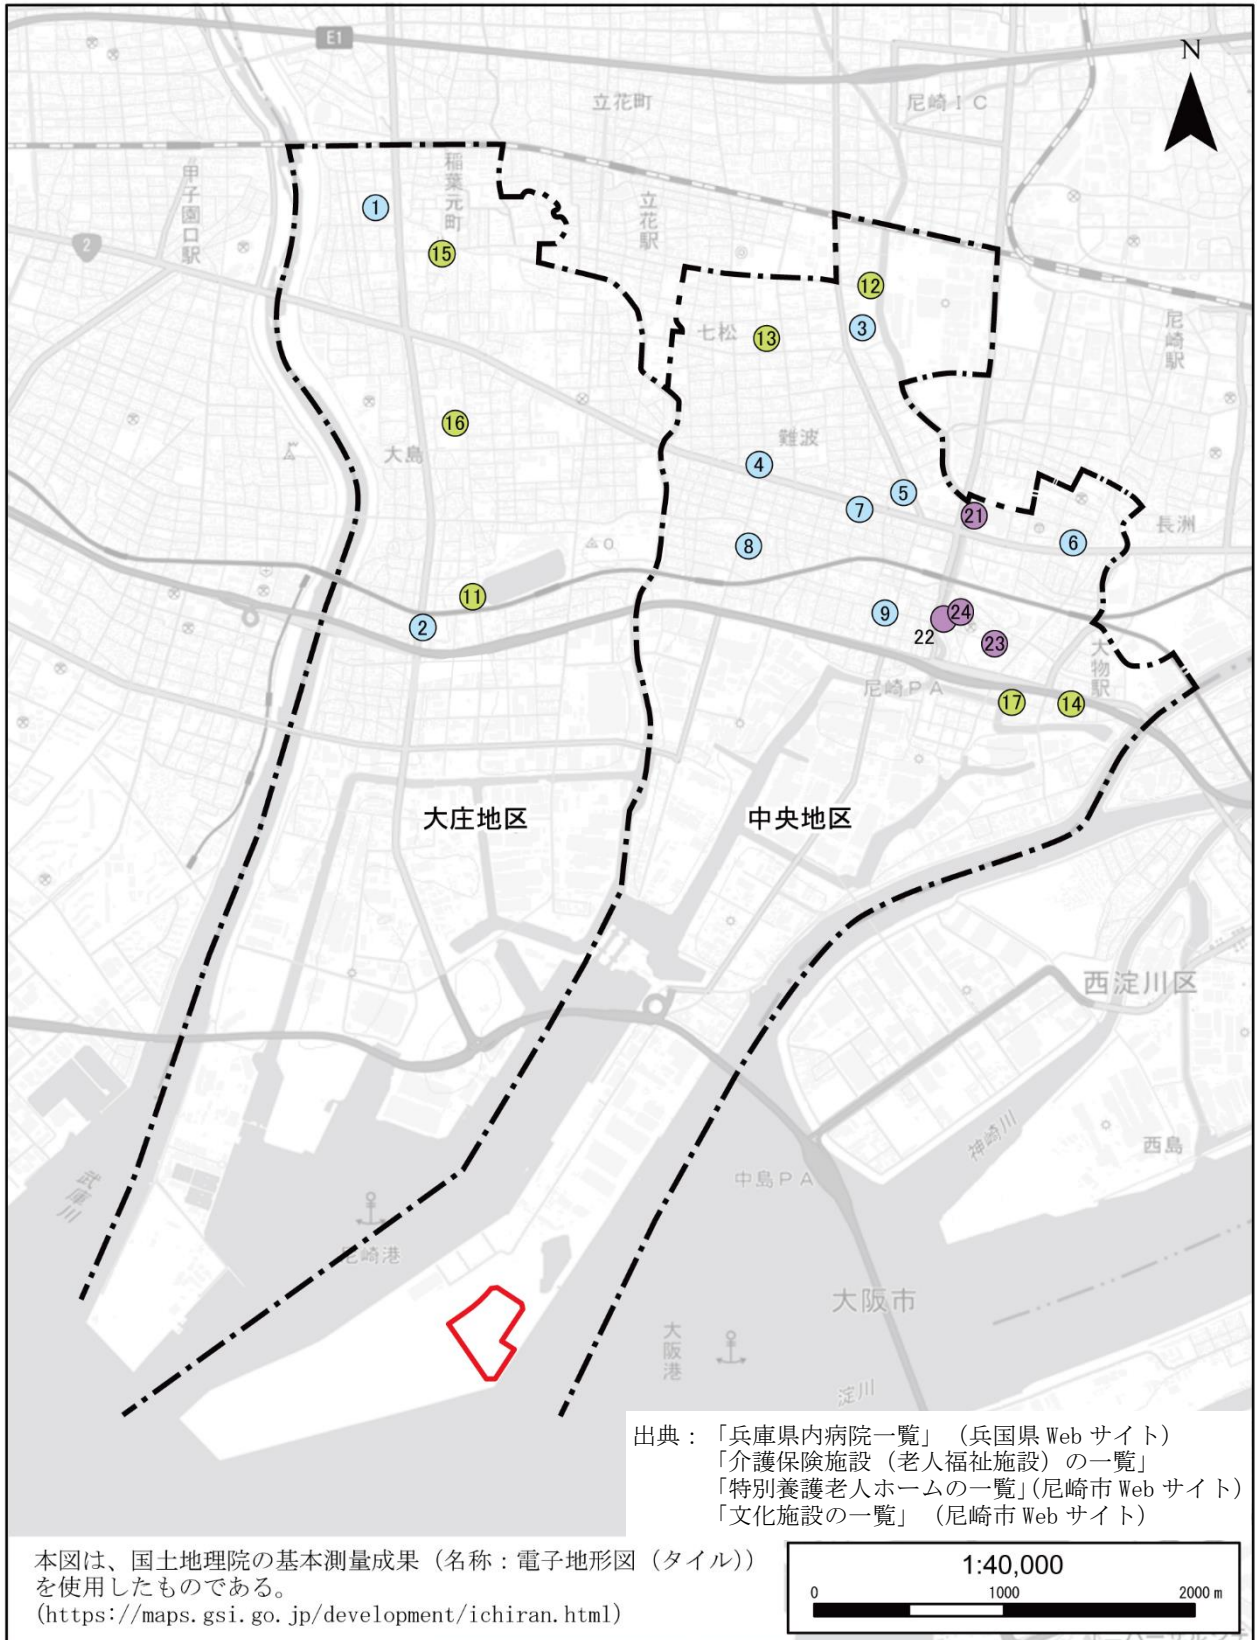 E1
N
立花町
尼崎IC
甲子園口駅
稲葉元町
立花駅
1
2
15
12
3
七松
13
尼崎駅
16
大島
難波
4
5
7
21
長洲
8
6
11
2
9
24
22
23
大物駅
尼崎PA
17
14
大庄地区
中央地区
西淀川区
神崎川
西島
中島PA
武庫川
尼崎港
大阪市
大阪港
淀川
出典:「兵庫県内病院一覧」(兵国県 Web サイト)
「介護保険施設(老人福祉施設)の一覧」
「特別養護老人ホームの一覧」(尼崎市 Web サイト)
「文化施設の一覧」(尼崎市 Web サイト)
本図は、国土地理院の基本測量成果(名称:電子地形図(タイル))
を使用したものである。
(https://maps.gsi.go.jp/development/ichiran.html)
1:40,000
0 1000 2000 m